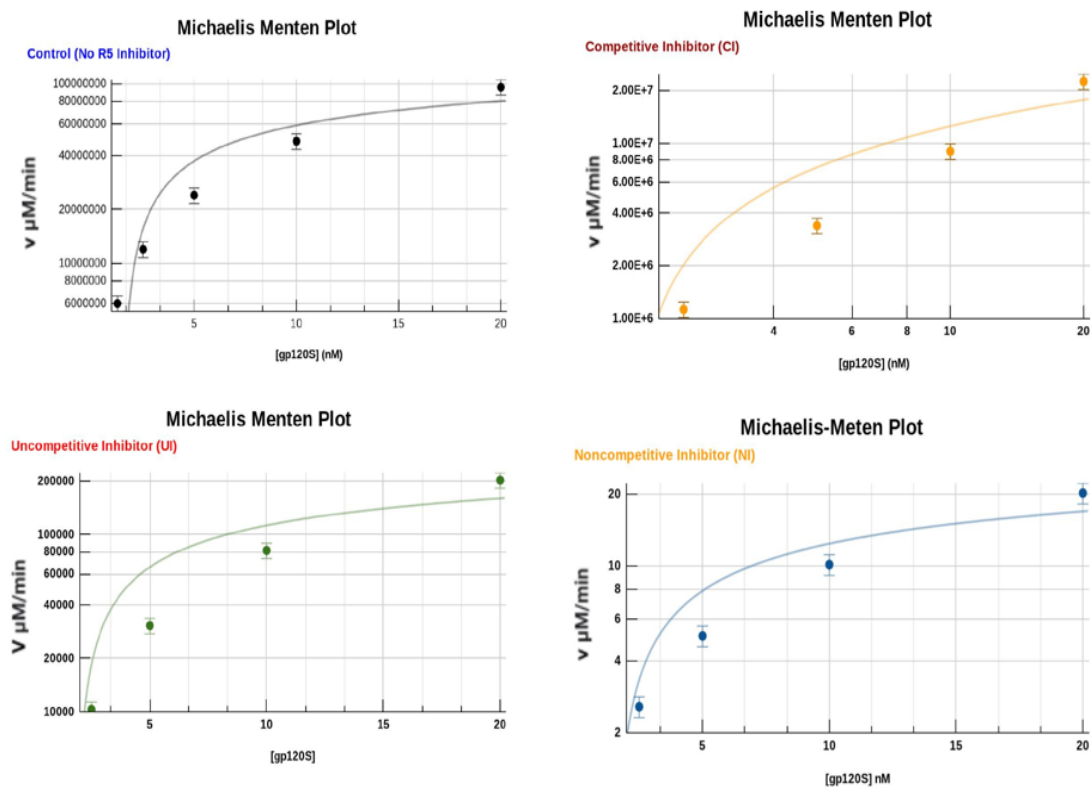 Michaelis Menten Plot
Control (No R5 Inhibitor)
100000000
80000000
60000000
40000000
20000000
10000000
8000000
6000000
v µM/min
5
10
15
20
[gp120S] (nM)
Michaelis Menten Plot
Competitive Inhibitor (CI)
2.00E+7
1.00E+7
8.00E+6
6.00E+6
4.00E+6
2.00E+6
1.00E+6
v µM/min
4
6
8
10
20
[gp120S] (nM)
Michaelis Menten Plot
Uncompetitive Inhibitor (UI)
200000
100000
80000
60000
40000
20000
10000
V µM/min
5
10
15
20
[gp120S]
Michaelis-Meten Plot
Noncompetitive Inhibitor (NI)
20
10
8
6
4
2
v µM/min
5
10
15
20
[gp120S] nM